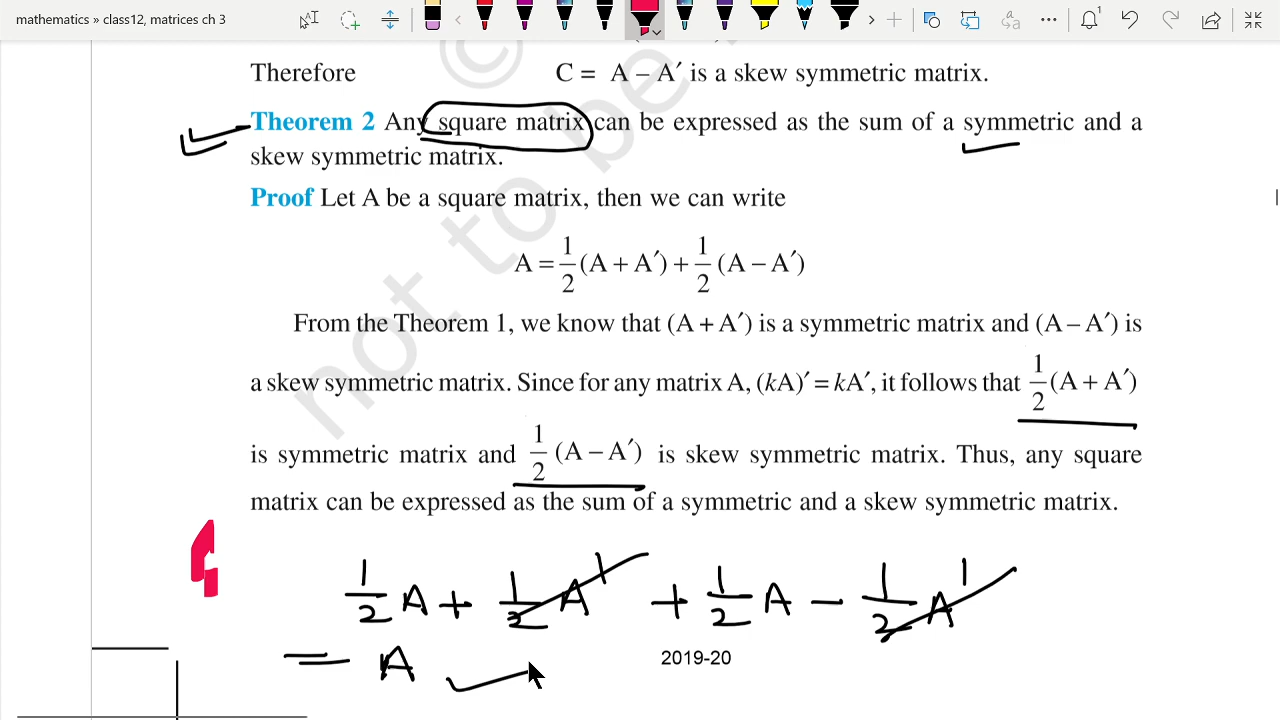 mathematics » class12, matrices ch 3
Therefore C = A – A′ is a skew symmetric matrix.
Theorem 2 Any square matrix can be expressed as the sum of a symmetric and a
skew symmetric matrix.
Proof Let A be a square matrix, then we can write
A = 1/2 (A + A′) + 1/2 (A − A′)
From the Theorem 1, we know that (A + A′) is a symmetric matrix and (A – A′) is
a skew symmetric matrix. Since for any matrix A, (kA)′ = kA′, it follows that 1/2 (A + A′)
is symmetric matrix and 1/2 (A − A′) is skew symmetric matrix. Thus, any square
matrix can be expressed as the sum of a symmetric and a skew symmetric matrix.
1/2 A + 1/2 A′ + 1/2 A − 1/2 A′
= A
2019-20
© not to be